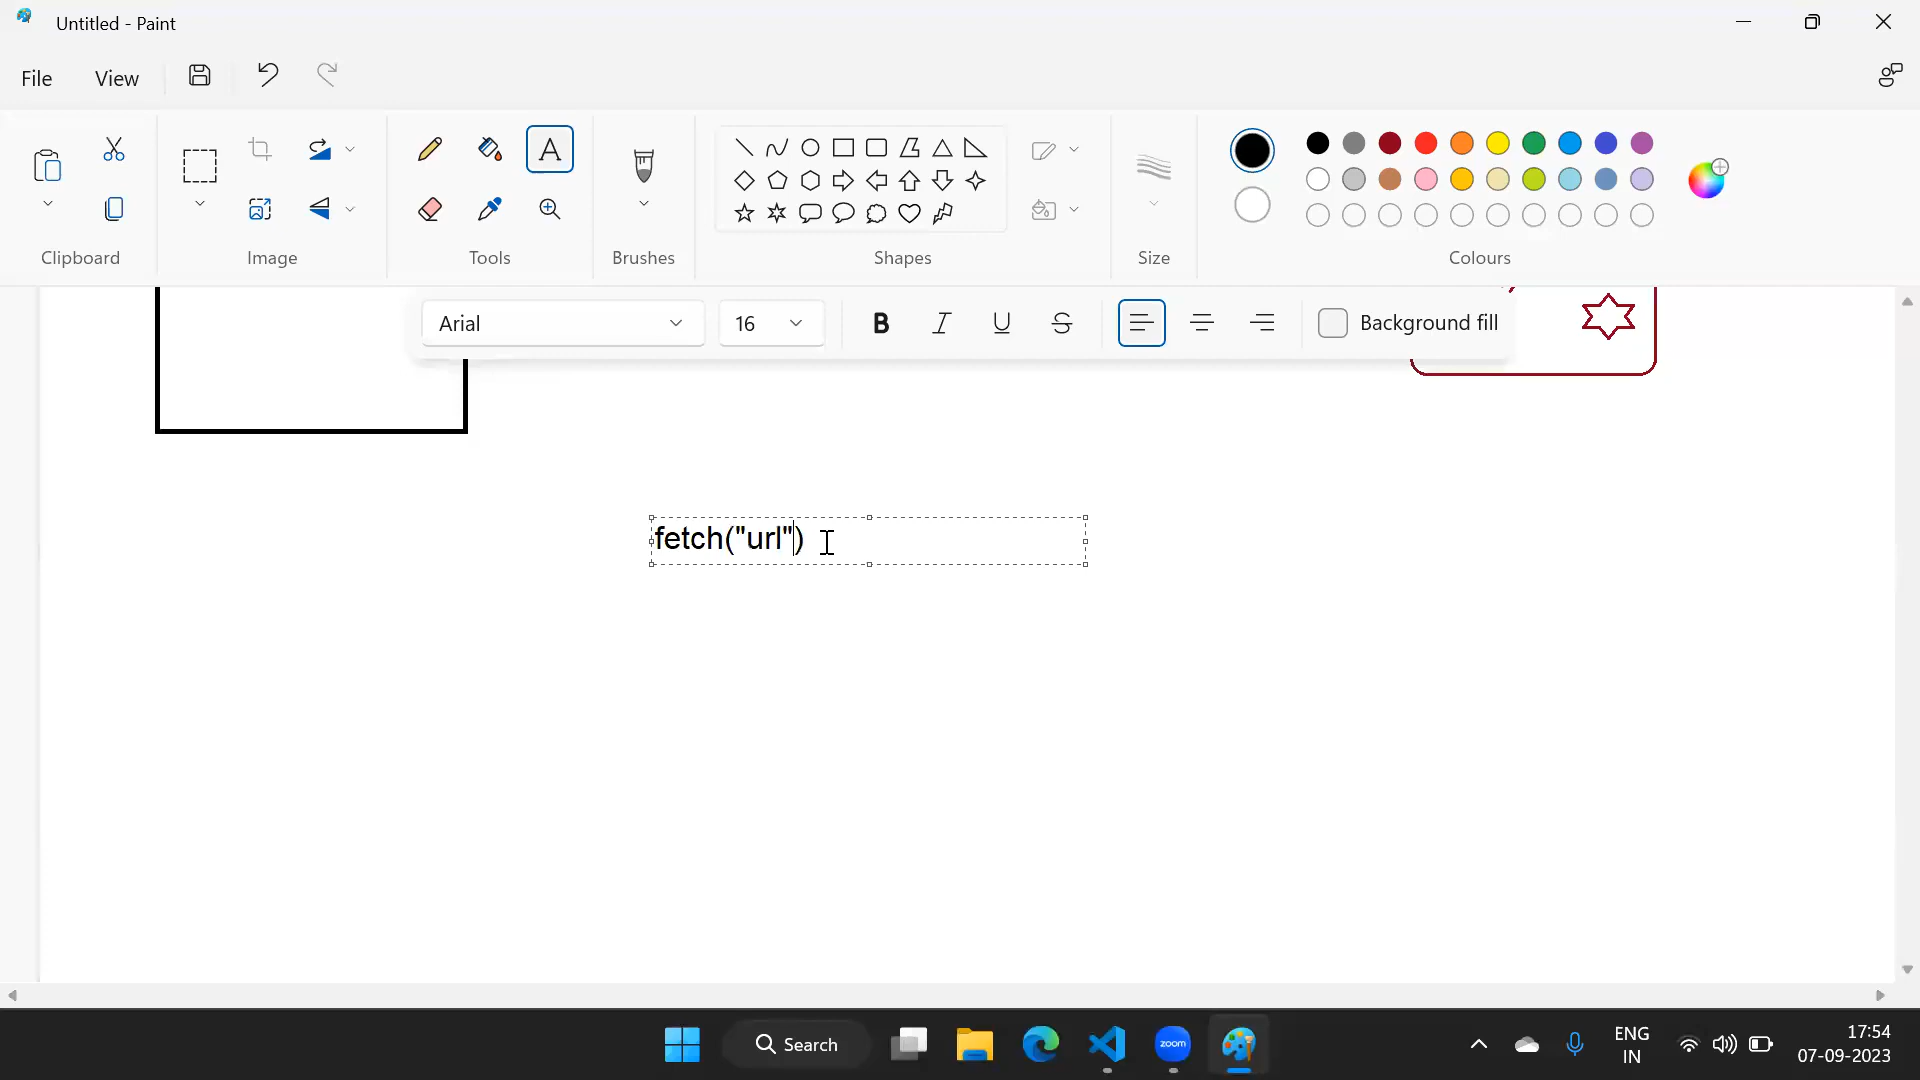 Untitled - Paint
File View
Clipboard Image Tools Brushes Shapes Size Colours
Arial 16 B I U S Background fill
fetch("url")
Search zoom ENG 17:54
IN 07-09-2023